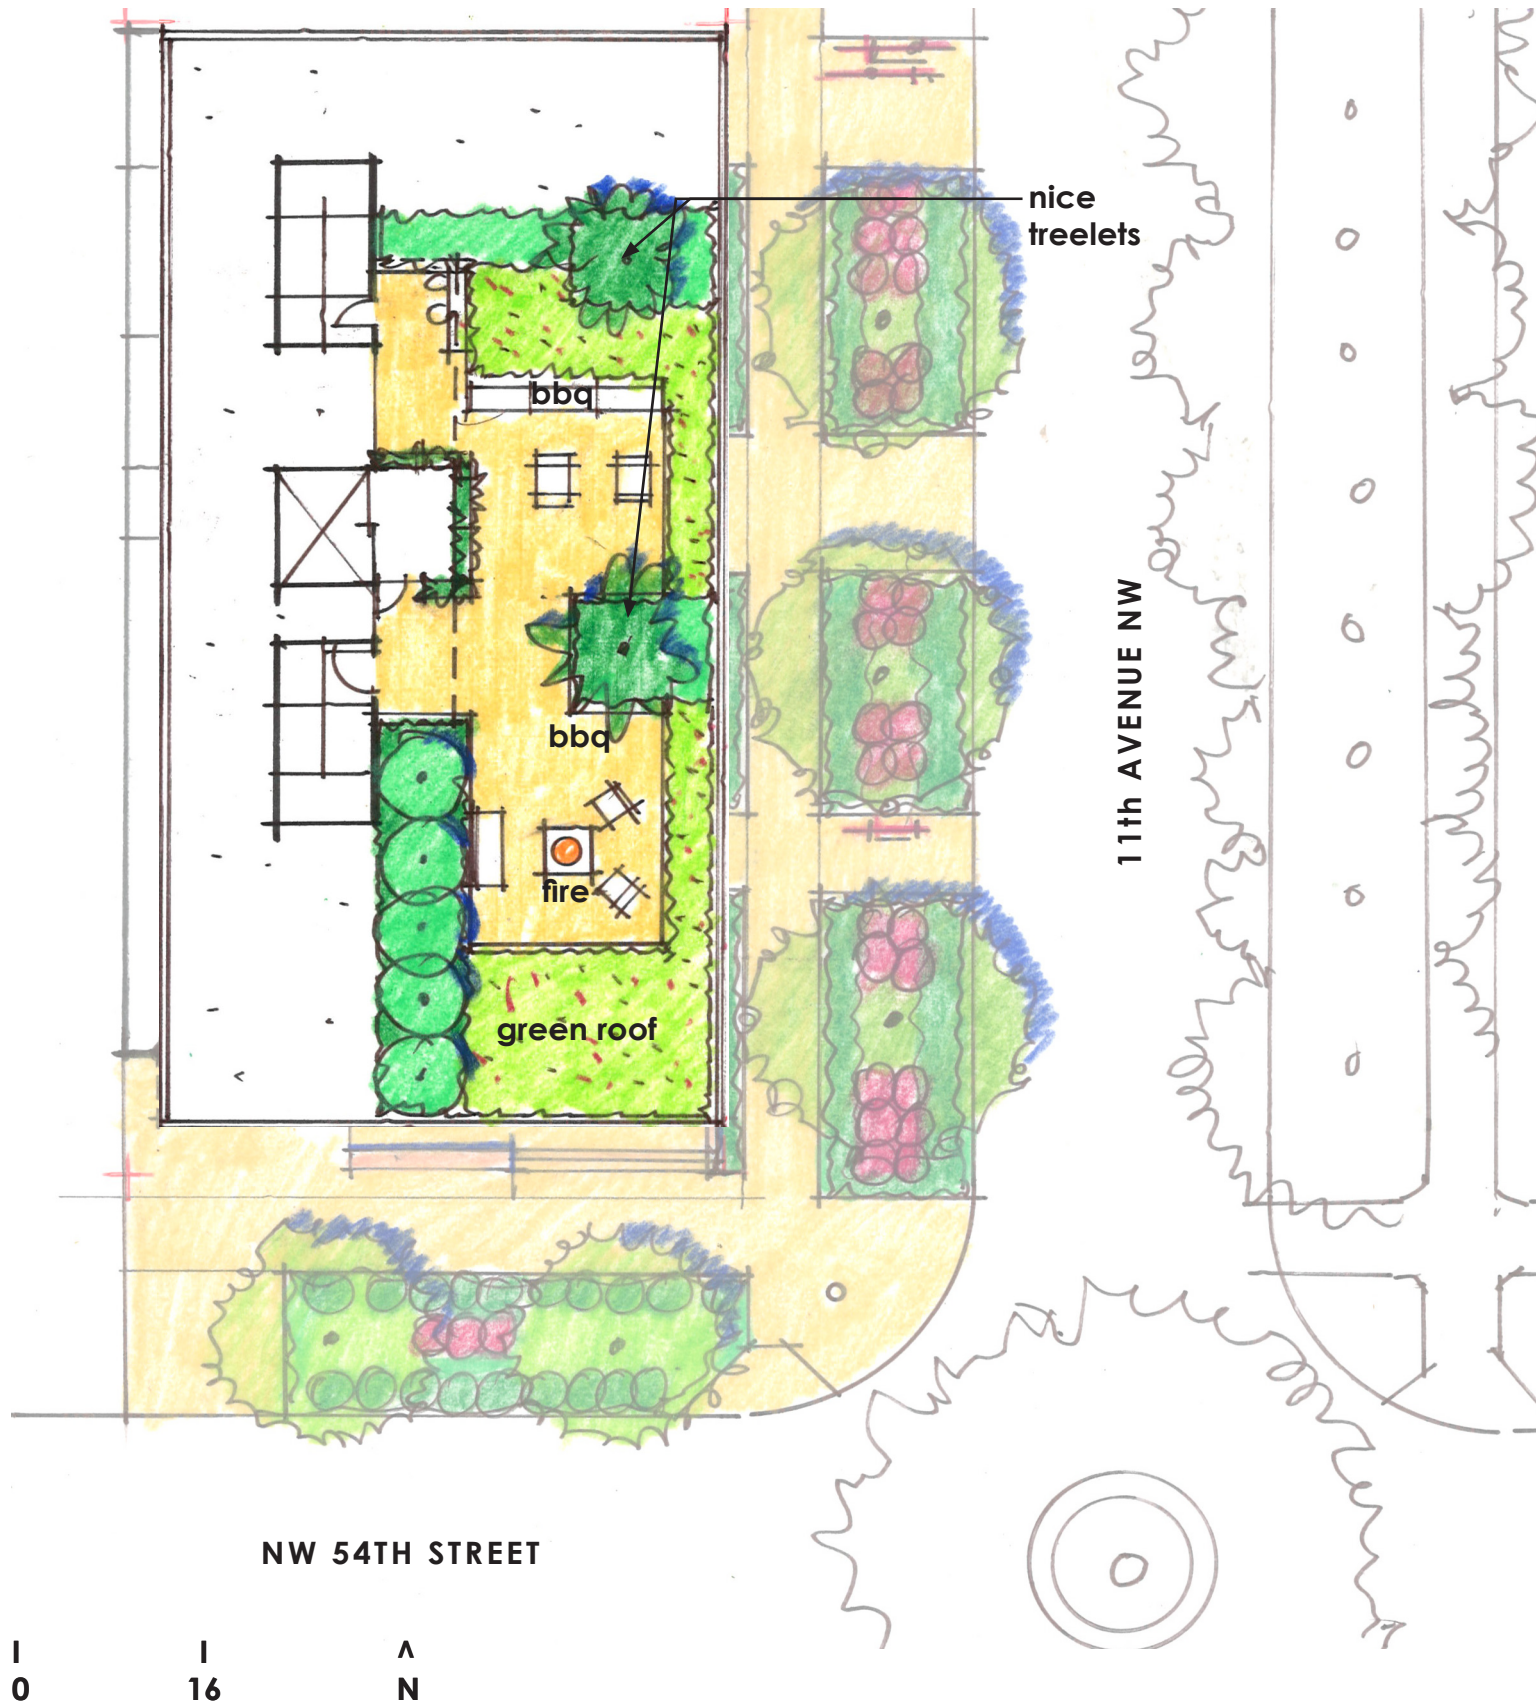 nice
treelets
bbq
11th AVENUE NW
bbq
fire
green roof
NW 54TH STREET
0
16
^
N